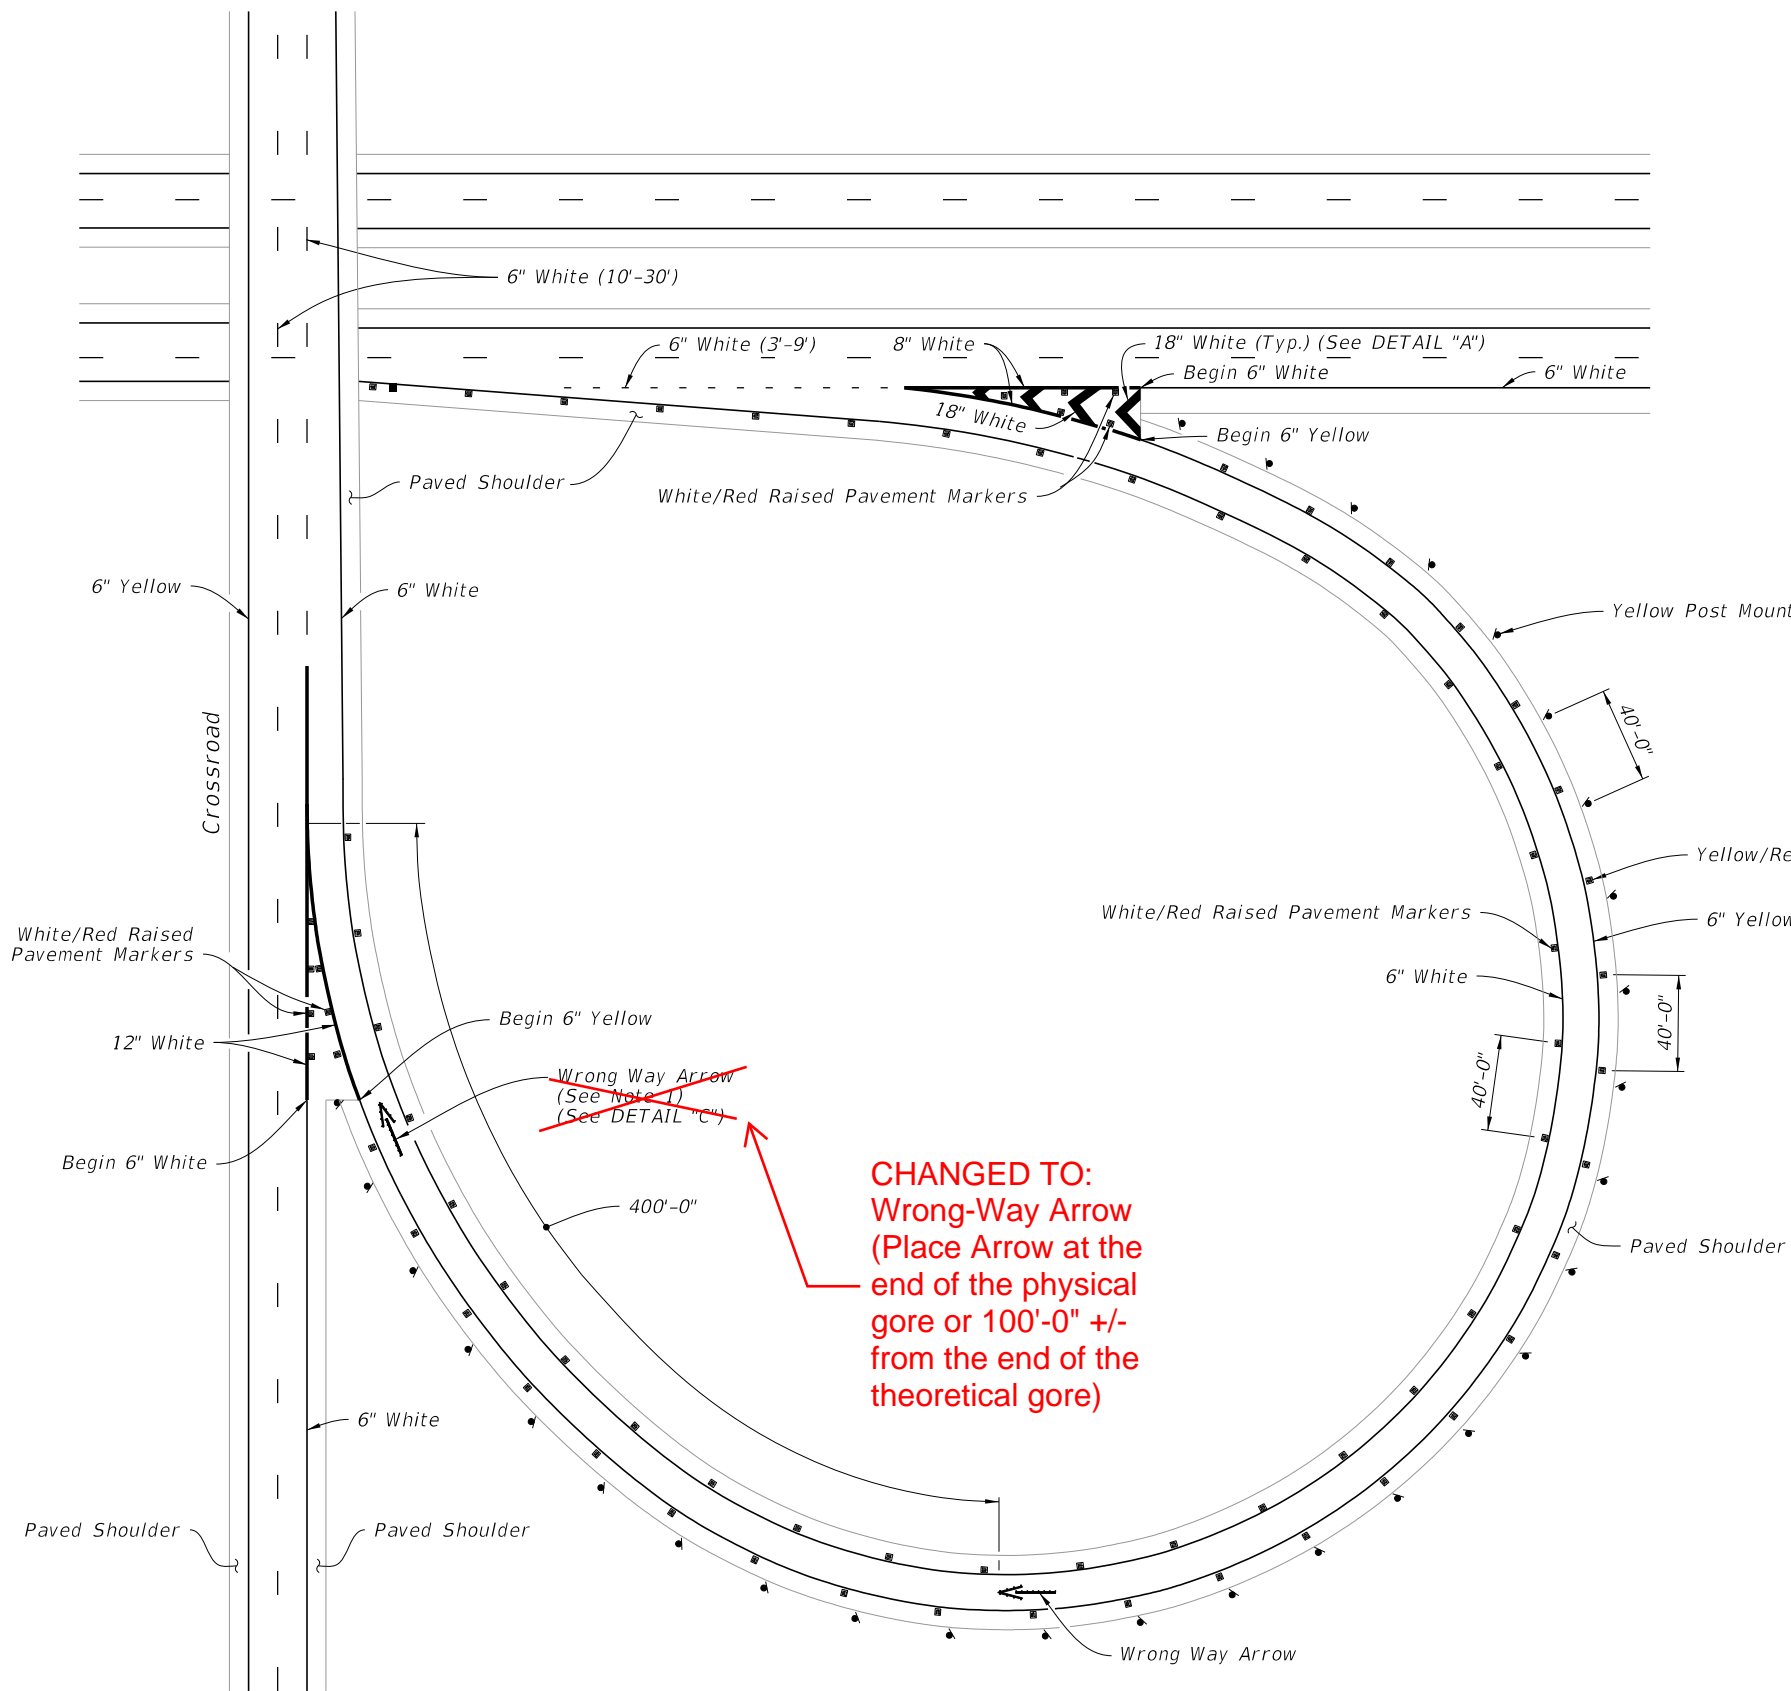 6" White (10'-30')
6" White (3'-9')
8" White
18" White (Typ.) (See DETAIL "A")
Begin 6" White
6" White
18" White
Begin 6" Yellow
Paved Shoulder
White/Red Raised Pavement Markers
6" Yellow
6" White
Yellow Post Mount
40'-0"
Crossroad
Yellow/Re
White/Red Raised Pavement Markers
6" Yellow
White/Red Raised
Pavement Markers
6" White
Begin 6" Yellow
40'-0"
12" White
40'-0"
Wrong Way Arrow
(See Note 1)
(See DETAIL "C")
Begin 6" White
CHANGED TO:
Wrong-Way Arrow
(Place Arrow at the
end of the physical
gore or 100'-0" +/-
from the end of the
theoretical gore)
400'-0"
Paved Shoulder
6" White
Paved Shoulder
Paved Shoulder
Wrong Way Arrow